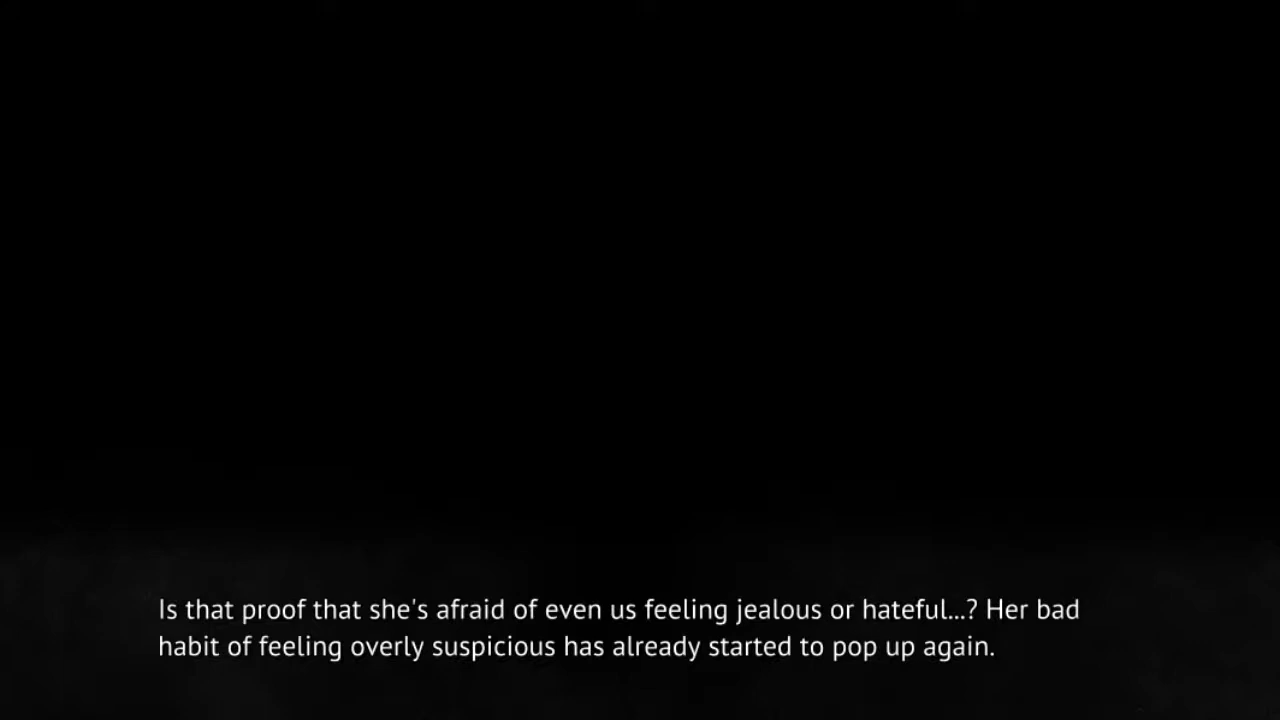 Is that proof that she's afraid of even us feeling jealous or hateful...? Her bad
habit of feeling overly suspicious has already started to pop up again.